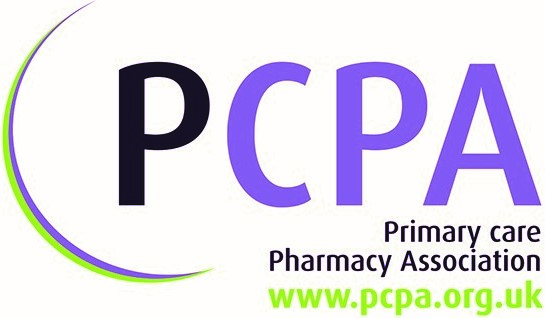 PCPA
Primary care
Pharmacy Association
www.pcpa.org.uk